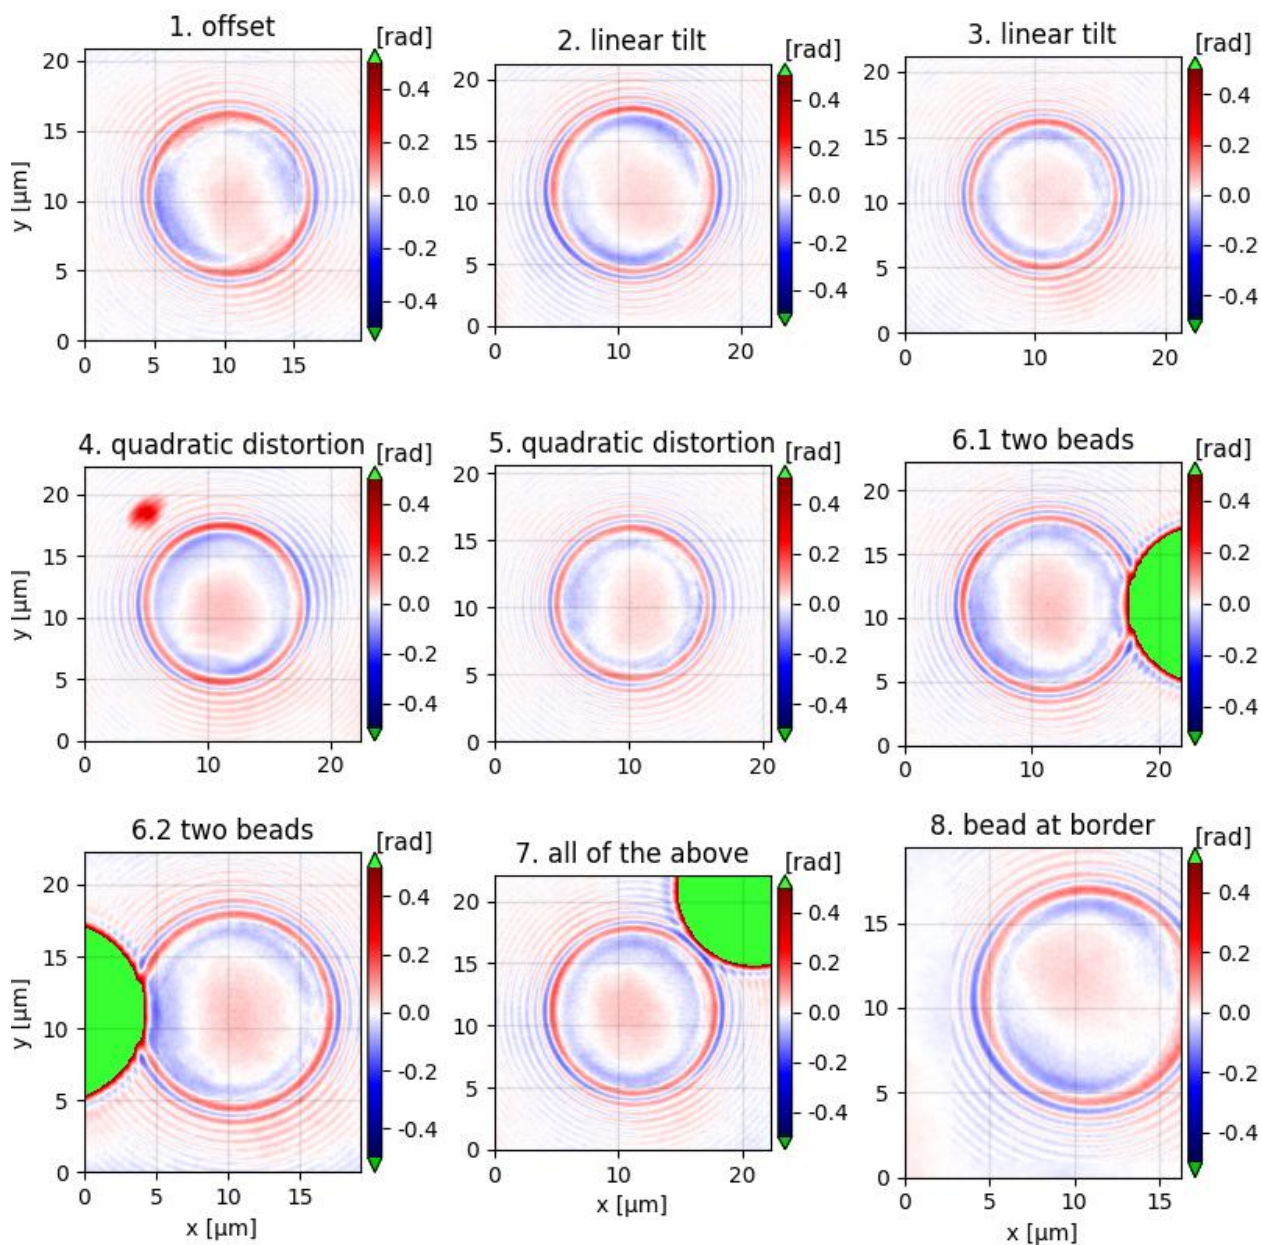 1. offset
[rad]
20
15
10
5
0
y [µm]
0 5 10 15
0.4
0.2
0.0
-0.2
-0.4
2. linear tilt
[rad]
20
15
10
5
0
0 10 20
0.4
0.2
0.0
-0.2
-0.4
3. linear tilt
[rad]
20
15
10
5
0
0 10 20
0.4
0.2
0.0
-0.2
-0.4
4. quadratic distortion
[rad]
20
15
10
5
0
y [µm]
0 10 20
0.4
0.2
0.0
-0.2
-0.4
5. quadratic distortion
[rad]
20
15
10
5
0
0 10 20
0.4
0.2
0.0
-0.2
-0.4
6.1 two beads
[rad]
20
15
10
5
0
0 10 20
0.4
0.2
0.0
-0.2
-0.4
6.2 two beads
[rad]
20
15
10
5
0
y [µm]
0 5 10 15
x [µm]
0.4
0.2
0.0
-0.2
-0.4
7. all of the above
[rad]
20
15
10
5
0
0 10 20
x [µm]
0.4
0.2
0.0
-0.2
-0.4
8. bead at border
[rad]
15
10
5
0
0 5 10 15
x [µm]
0.4
0.2
0.0
-0.2
-0.4